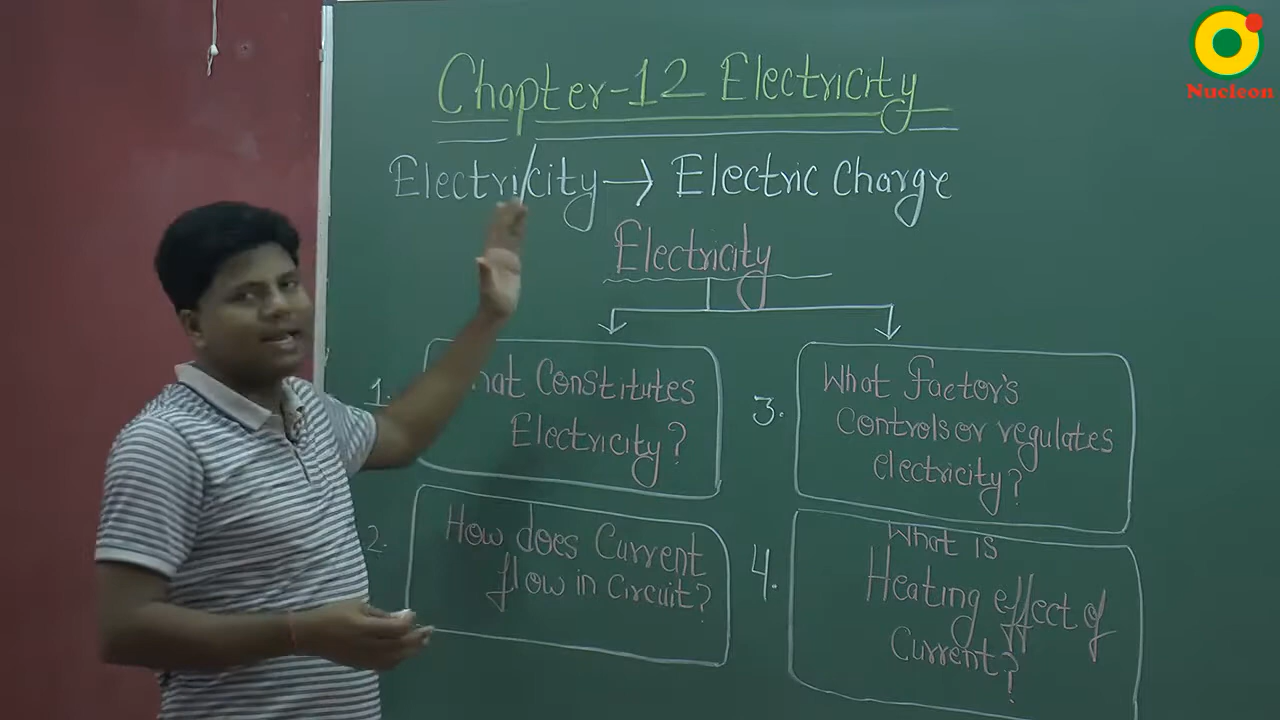 Nucleon
Chapter-12 Electricity
Electricity → Electric Charge
Electricity
1.
hat Constitutes
Electricity?
2.
How does Current
flow in Circuit?
3.
What Factor's
Controls or regulates
electricity?
4.
What is
Heating effect of
Current?